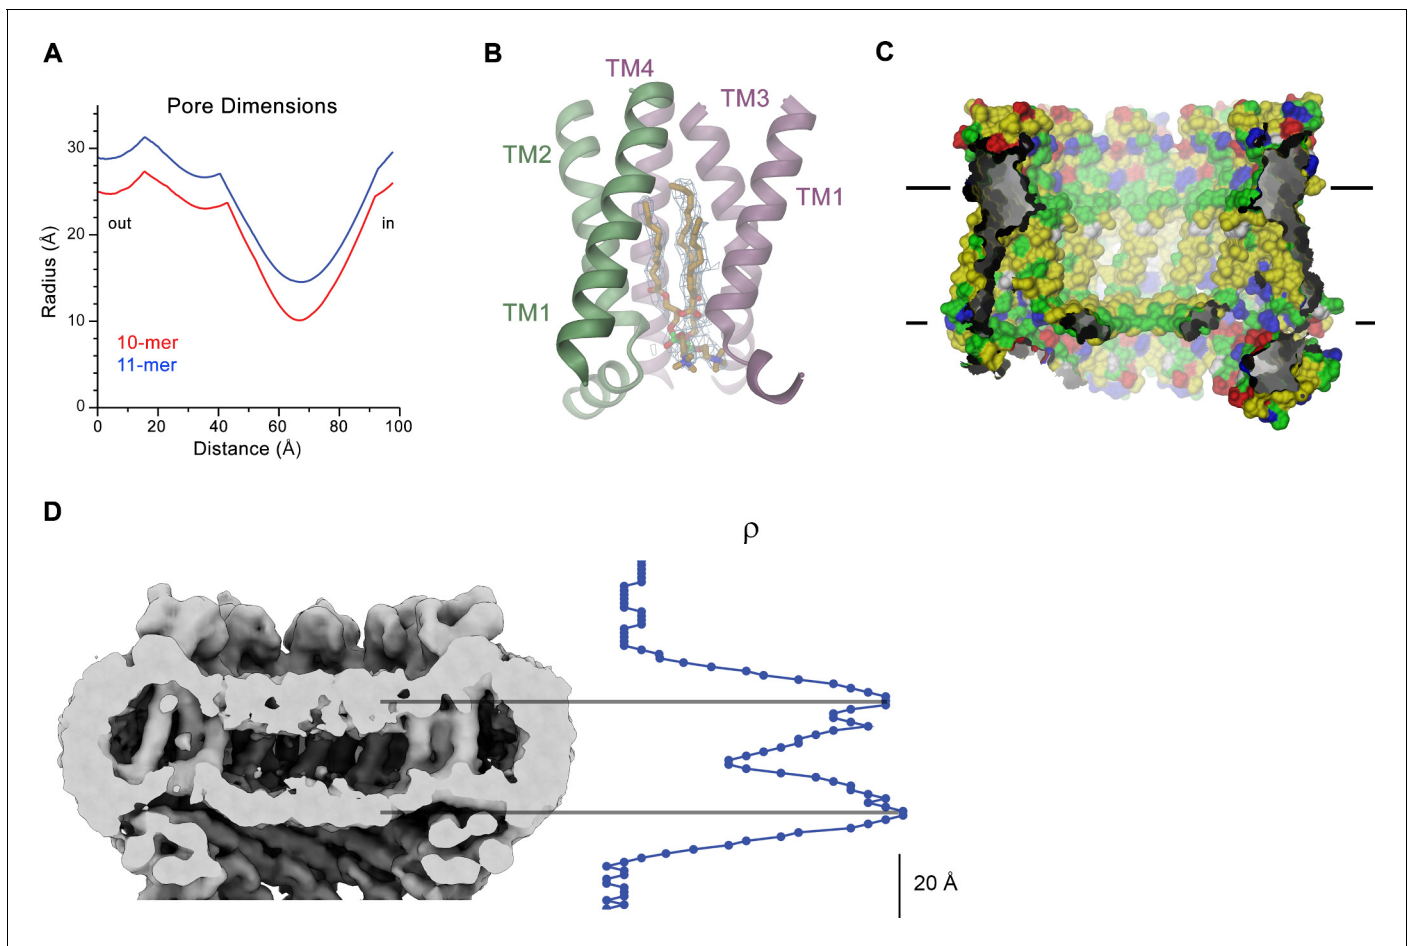 A
Pore Dimensions
30
20
10
0
Radius (Å)
out
in
10-mer
11-mer
0 20 40 60 80 100
Distance (Å)
B
TM4
TM3
TM2
TM1
TM1
C
D
ρ
20 Å